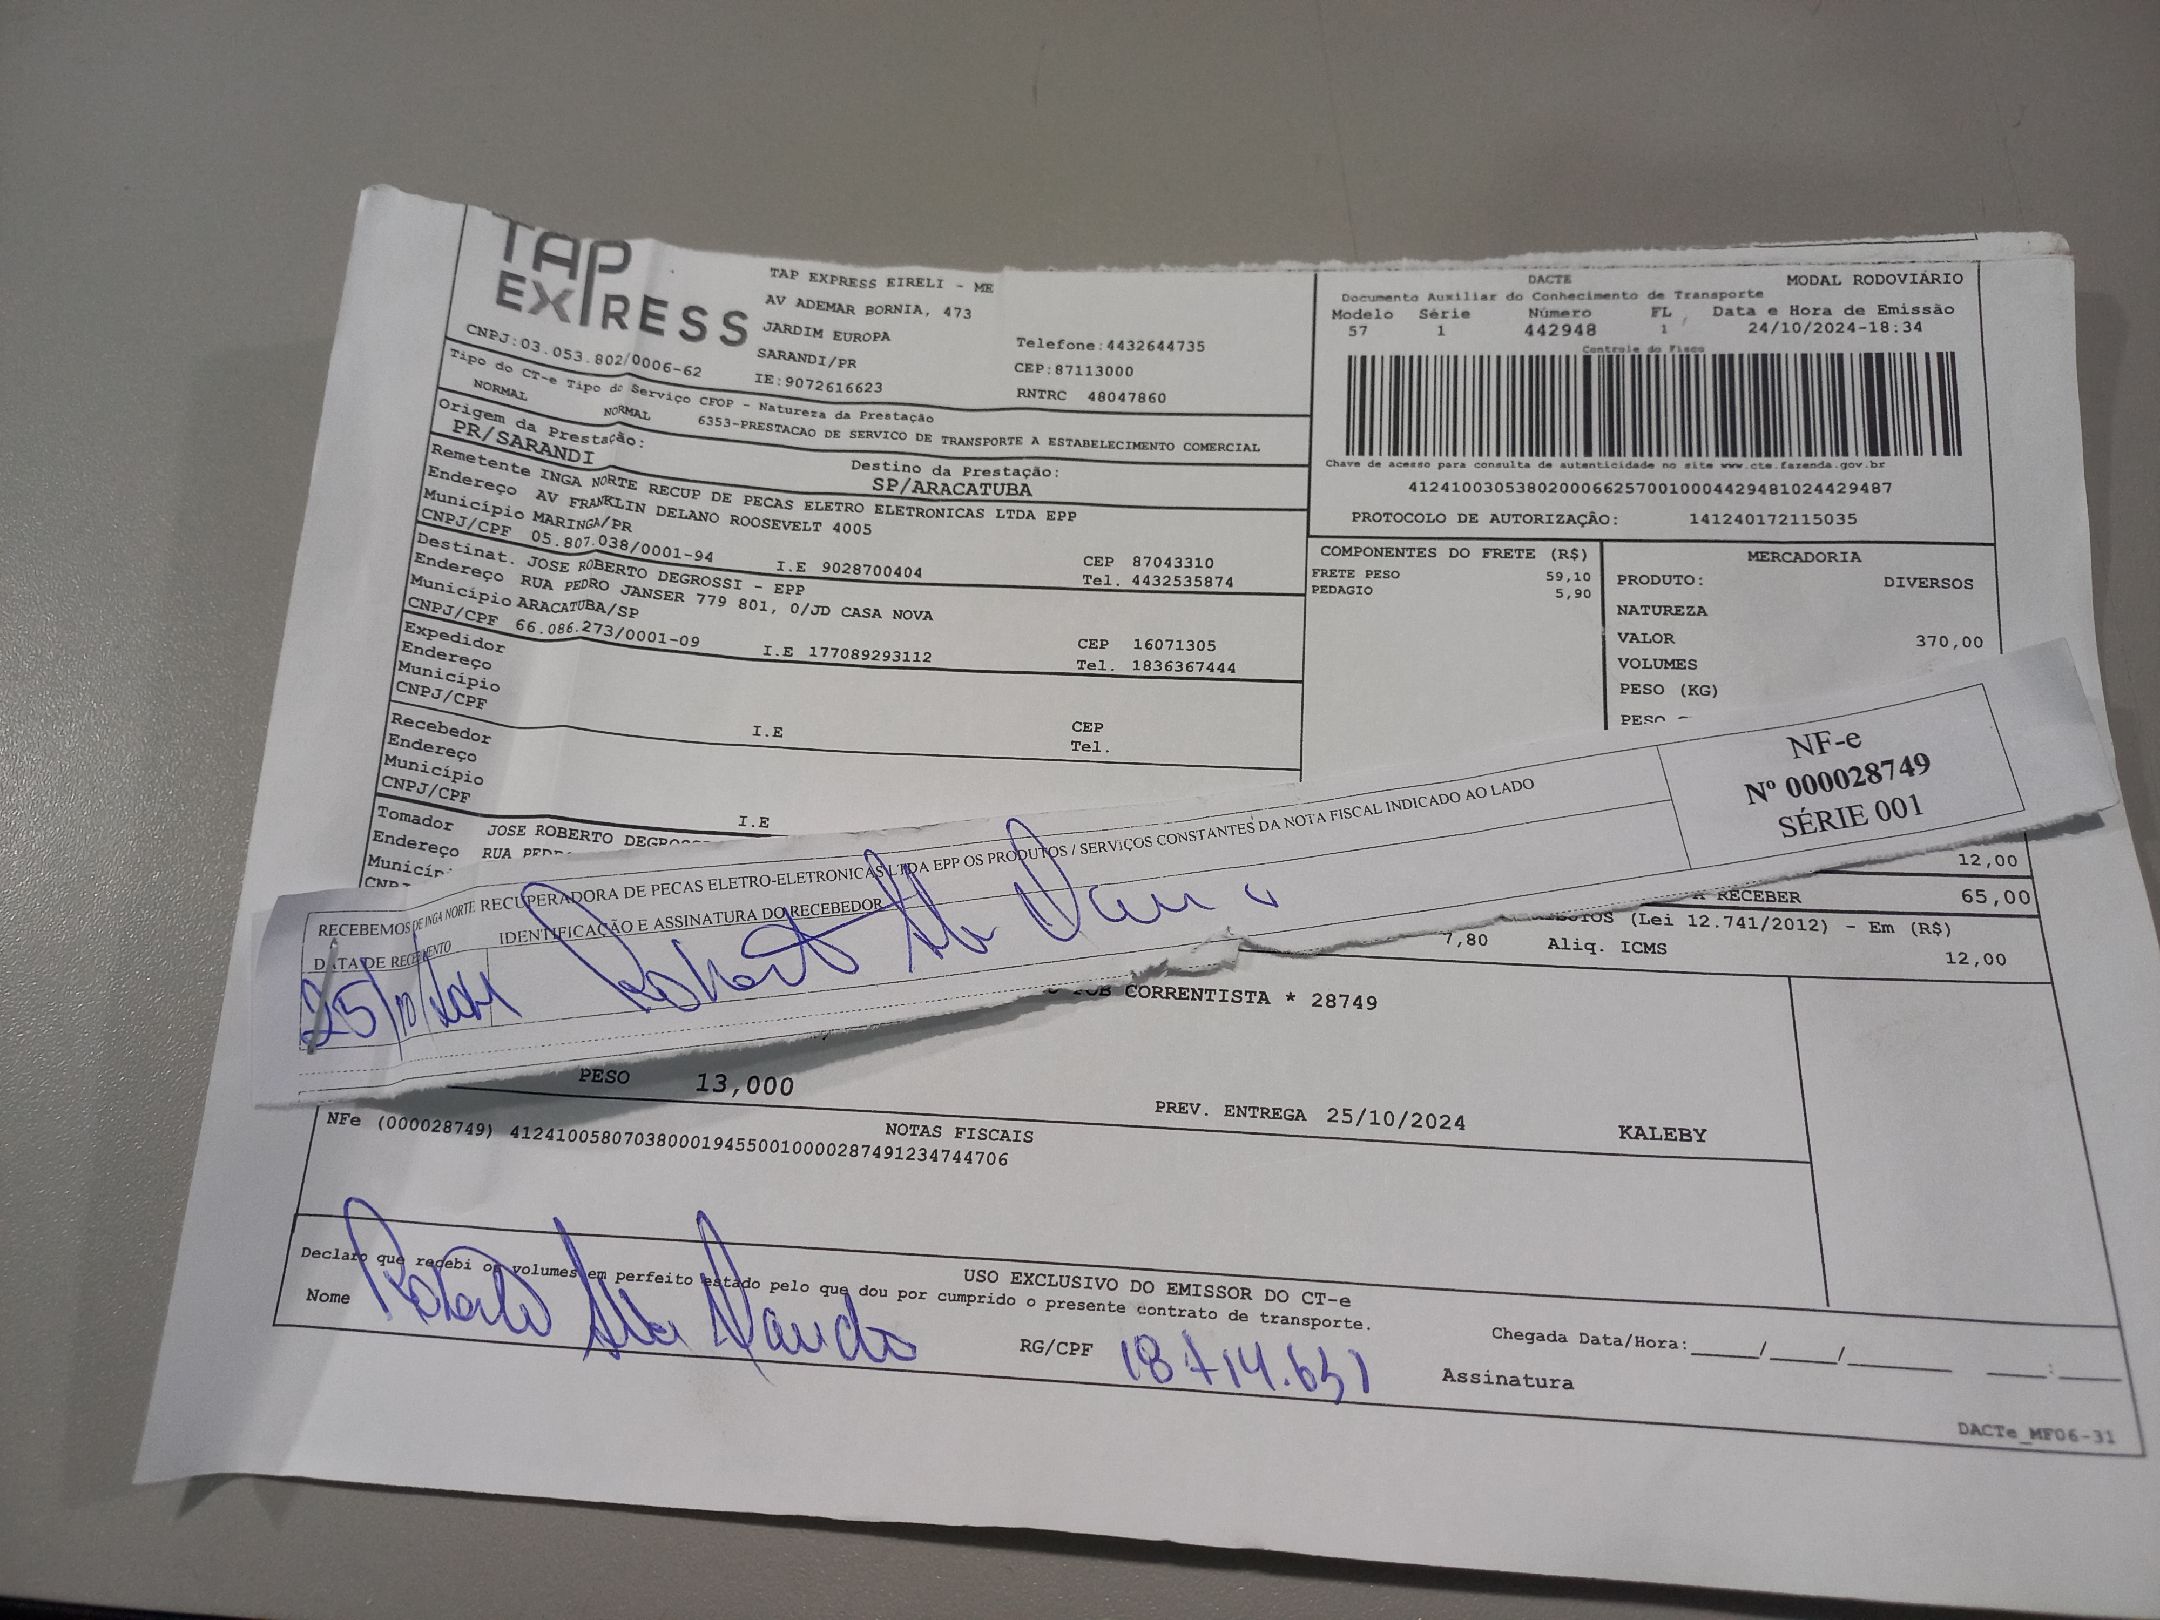 TAP EXPRESS
TAP EXPRESS EIRELI - ME
AV ADEMAR BORNIA, 473
JARDIM EUROPA
SARANDI/PR
IE:9072616623
Telefone:4432644735
CEP:87113000
RNTRC 48047860
CNPJ:03.053.802/0006-62
DACTE
MODAL RODOVIÁRIO
Documento Auxiliar do Conhecimento de Transporte
Modelo Série Número FL Data e Hora de Emissão
57 1 442948 1 24/10/2024-18:34
Controle do Fisco
Chave de acesso para consulta de autenticidade no site www.cte.fazenda.gov.br
41241003053802000662570010004429481024429487
PROTOCOLO DE AUTORIZAÇÃO: 141240172115035
Tipo do CT-e Tipo do Serviço CFOP - Natureza da Prestação
NORMAL NORMAL 6353-PRESTACAO DE SERVICO DE TRANSPORTE A ESTABELECIMENTO COMERCIAL
Origem da Prestação: Destino da Prestação:
PR/SARANDI SP/ARACATUBA
Remetente INGA NORTE RECUP DE PECAS ELETRO ELETRONICAS LTDA EPP
Endereço AV FRANKLIN DELANO ROOSEVELT 4005
Município MARINGA/PR CEP 87043310
CNPJ/CPF 05.807.038/0001-94 I.E 9028700404 Tel. 4432535874
Destinat. JOSE ROBERTO DEGROSSI - EPP
Endereço RUA PEDRO JANSER 779 801, 0/JD CASA NOVA
Município ARACATUBA/SP CEP 16071305
CNPJ/CPF 66.086.273/0001-09 I.E 177089293112 Tel. 1836367444
Expedidor
Endereço
Município CEP
CNPJ/CPF I.E Tel.
Recebedor
Endereço
Município
CNPJ/CPF I.E
Tomador JOSE ROBERTO
Endereço RUA
COMPONENTES DO FRETE (R$)
FRETE PESO 59,10
PEDAGIO 5,90
MERCADORIA
PRODUTO: DIVERSOS
NATUREZA
VALOR 370,00
VOLUMES
PESO (KG)
PESO
RECEBEMOS DE INGA NORTE RECUPERADORA DE PECAS ELETRO-ELETRONICAS LTDA EPP OS PRODUTOS / SERVIÇOS CONSTANTES DA NOTA FISCAL INDICADO AO LADO
DATA DE RECEBIMENTO IDENTIFICAÇÃO E ASSINATURA DO RECEBEDOR
25/10/2024 Roberto
NF-e
Nº 000028749
SÉRIE 001
12,00
A RECEBER 65,00
(Lei 12.741/2012) - Em (R$)
7,80 Aliq. ICMS 12,00
CORRENTISTA * 28749
PESO 13,000
PREV. ENTREGA 25/10/2024 KALEBY
NOTAS FISCAIS
NFe (000028749) 41241005807038000194550010000287491234744706
USO EXCLUSIVO DO EMISSOR DO CT-e
Declaro que recebi os volumes em perfeito estado pelo que dou por cumprido o presente contrato de transporte.
Nome Roberto
RG/CPF
Chegada Data/Hora:_____/_____/_______ ____:____
Assinatura
DACTe_MF06-31